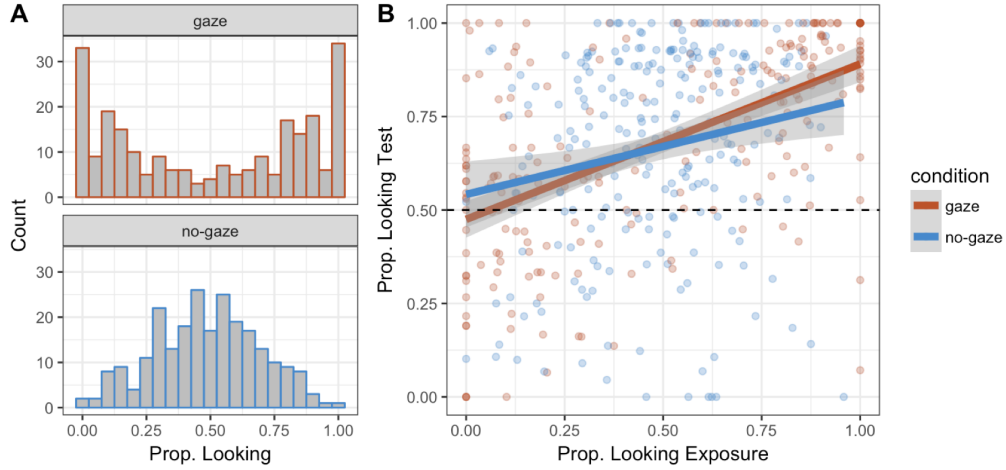 A
gaze
30
20
10
0
no-gaze
30
20
10
0
Count
0.00 0.25 0.50 0.75 1.00
Prop. Looking
B
1.00
0.75
0.50
0.25
0.00
Prop. Looking Test
0.00 0.25 0.50 0.75 1.00
Prop. Looking Exposure
condition
gaze
no-gaze